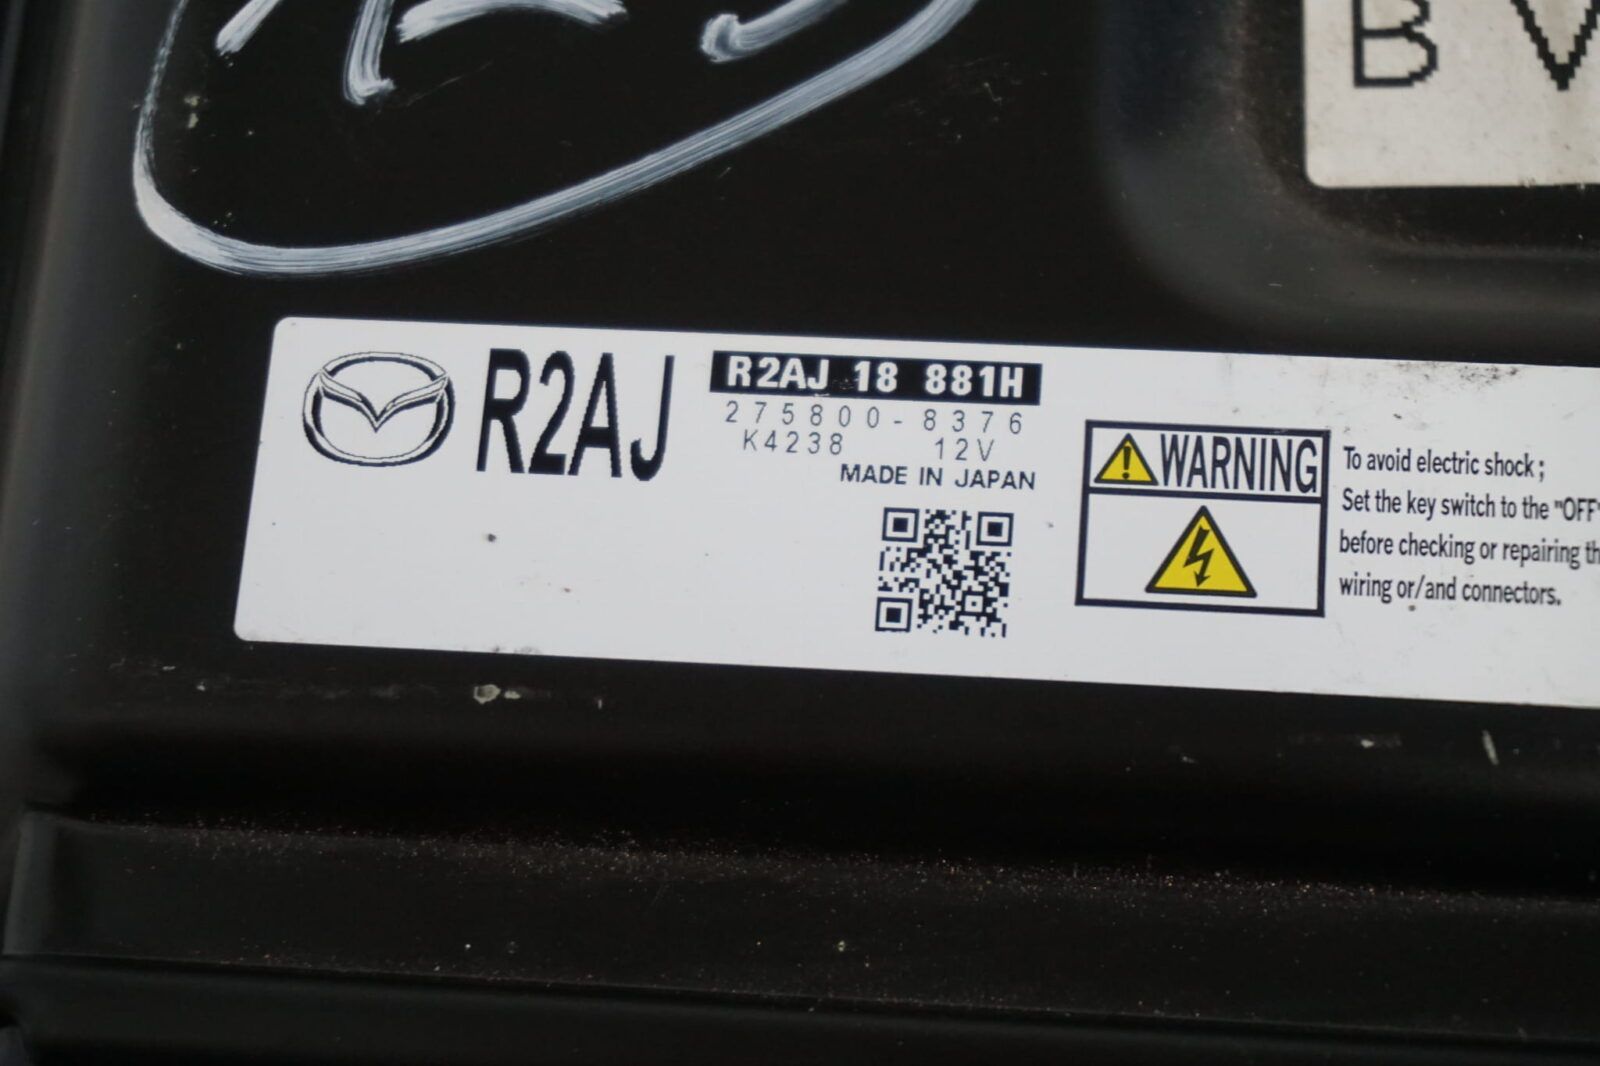 B V
R2AJ
R2AJ 18 881H
275800-8376
K4238 12V
MADE IN JAPAN
WARNING
To avoid electric shock;
Set the key switch to the "OFF"
before checking or repairing th
wiring or/and connectors.